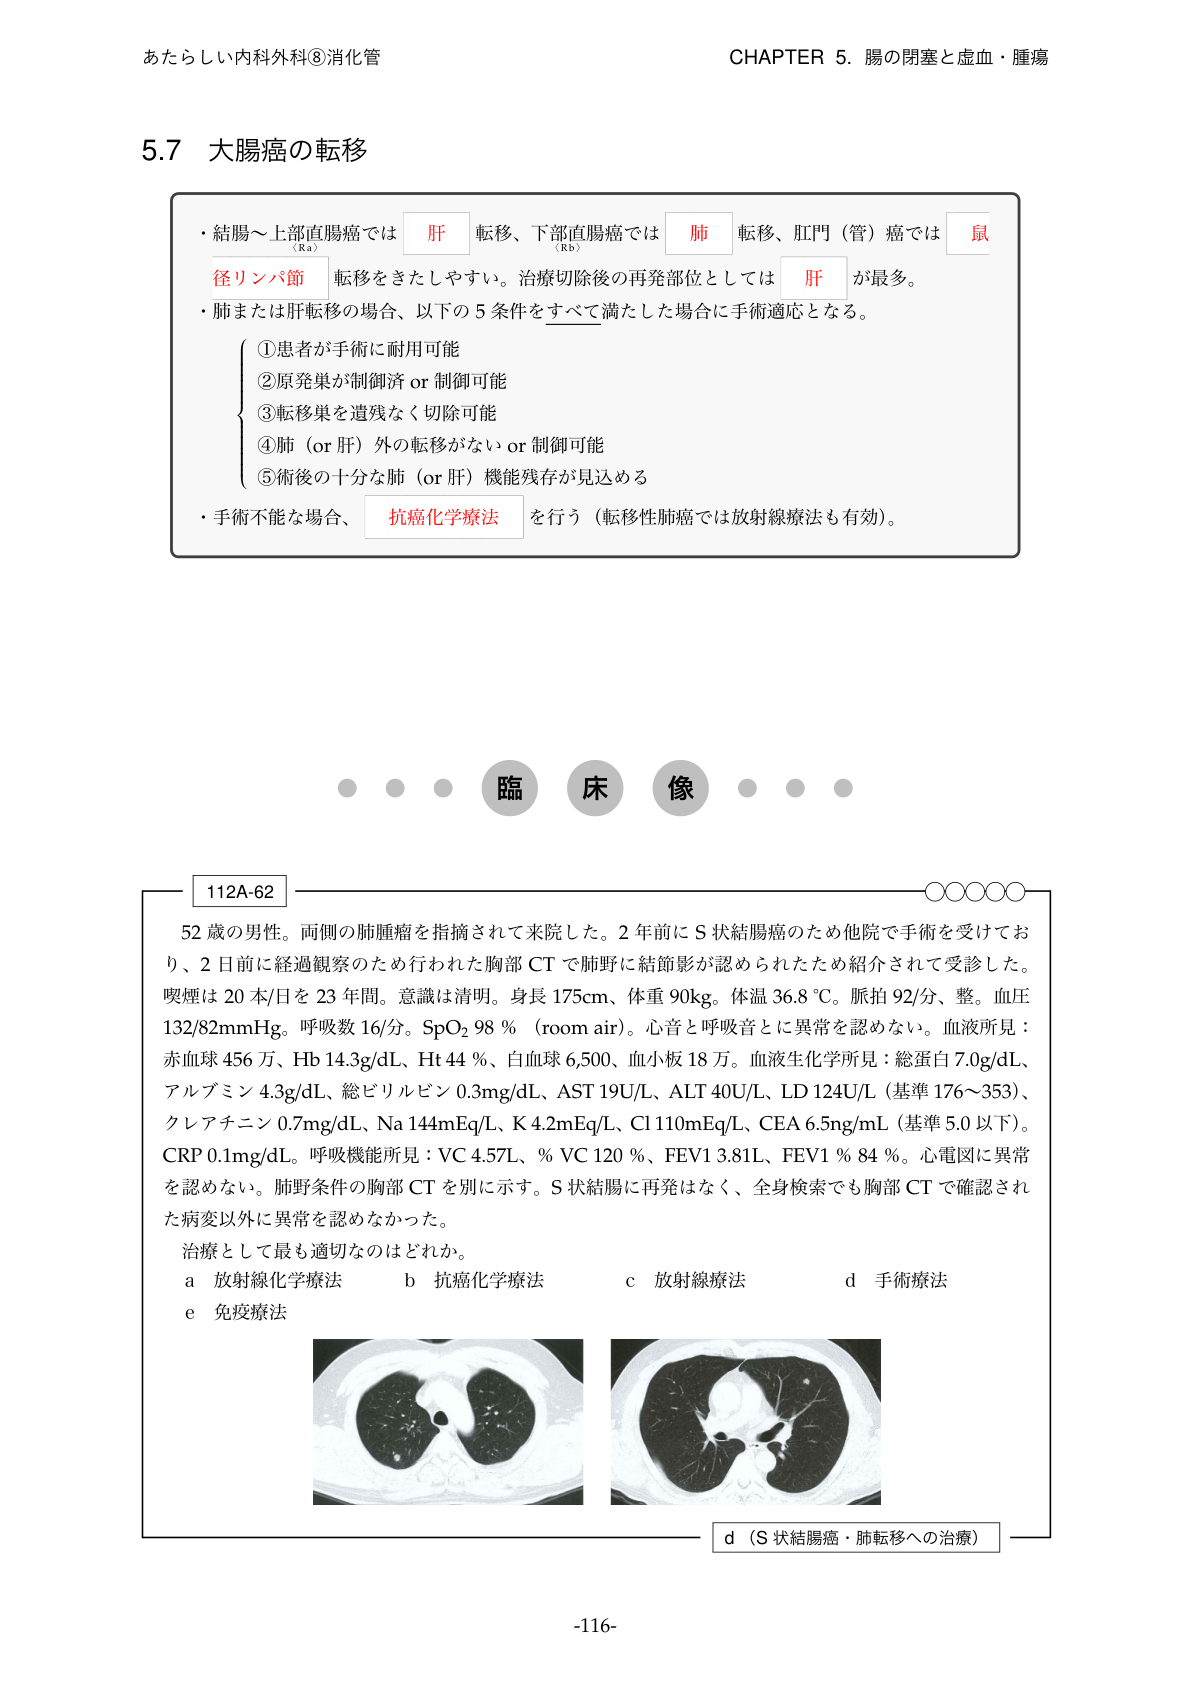 あたらしい内科外科⑧消化管
CHAPTER 5. 腸の閉塞と虚血・腫瘍
5.7 大腸癌の転移
・結腸〜上部直腸癌では 肝 転移、下部直腸癌では 肺 転移、肛門（管）癌では 鼠
〈Ra〉 〈Rb〉
径リンパ節 転移をきたしやすい。治療切除後の再発部位としては 肝 が最多。
・肺または肝転移の場合、以下の 5 条件をすべて満たした場合に手術適応となる。
①患者が手術に耐用可能
②原発巣が制御済 or 制御可能
③転移巣を遺残なく切除可能
④肺（or 肝）外の転移がない or 制御可能
⑤術後の十分な肺（or 肝）機能残存が見込める
・手術不能な場合、 抗癌化学療法 を行う（転移性肺癌では放射線療法も有効）。
臨 床 像
112A-62
52 歳の男性。両側の肺腫瘤を指摘されて来院した。2 年前に S 状結腸癌のため他院で手術を受けてお
り、2 日前に経過観察のため行われた胸部 CT で肺野に結節影が認められたため紹介されて受診した。
喫煙は 20 本/日を 23 年間。意識は清明。身長 175cm、体重 90kg。体温 36.8 ℃。脈拍 92/分、整。血圧
132/82mmHg。呼吸数 16/分。SpO₂ 98 % （room air）。心音と呼吸音とに異常を認めない。血液所見：
赤血球 456 万、Hb 14.3g/dL、Ht 44 %、白血球 6,500、血小板 18 万。血液生化学所見：総蛋白 7.0g/dL、
アルブミン 4.3g/dL、総ビリルビン 0.3mg/dL、AST 19U/L、ALT 40U/L、LD 124U/L（基準 176〜353）、
クレアチニン 0.7mg/dL、Na 144mEq/L、K 4.2mEq/L、Cl 110mEq/L、CEA 6.5ng/mL（基準 5.0 以下）。
CRP 0.1mg/dL。呼吸機能所見：VC 4.57L、% VC 120 %、FEV1 3.81L、FEV1 % 84 %。心電図に異常
を認めない。肺野条件の胸部 CT を別に示す。S 状結腸に再発はなく、全身検索でも胸部 CT で確認され
た病変以外に異常を認めなかった。
治療として最も適切なのはどれか。
a 放射線化学療法 b 抗癌化学療法 c 放射線療法 d 手術療法
e 免疫療法
d （S 状結腸癌・肺転移への治療）
-116-